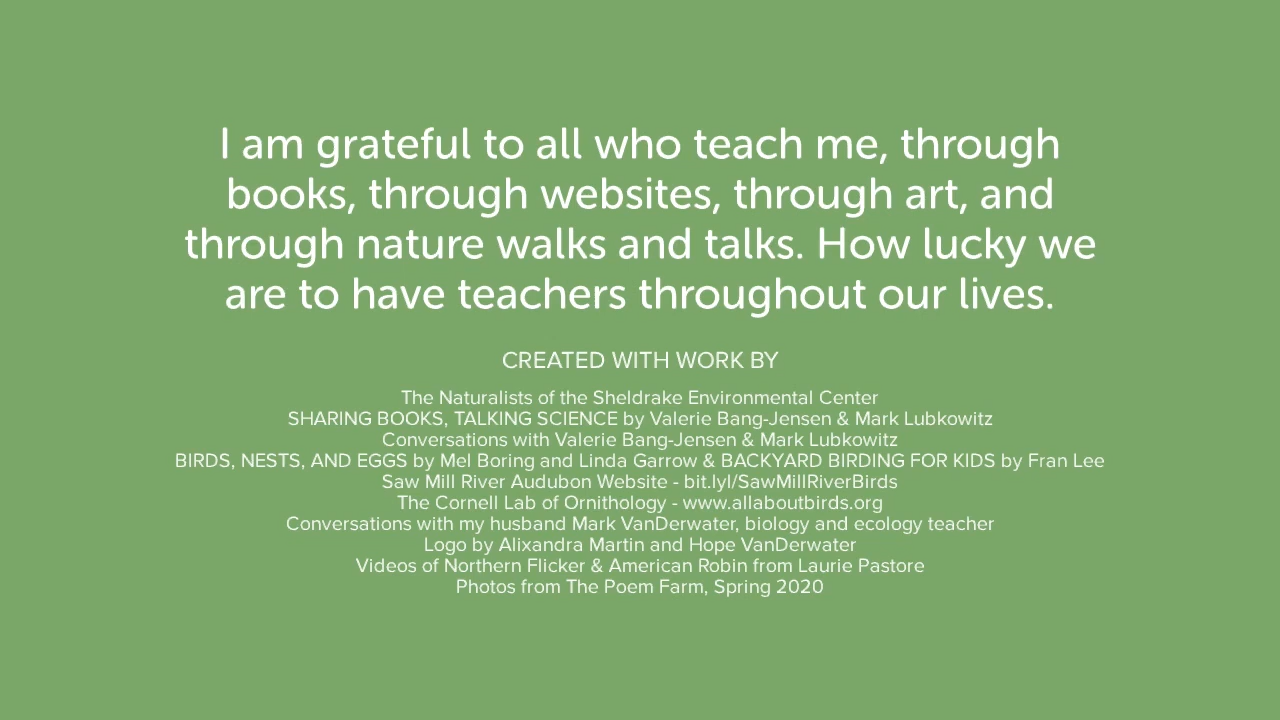 I am grateful to all who teach me, through
books, through websites, through art, and
through nature walks and talks. How lucky we
are to have teachers throughout our lives.
CREATED WITH WORK BY
The Naturalists of the Sheldrake Environmental Center
SHARING BOOKS, TALKING SCIENCE by Valerie Bang-Jensen & Mark Lubkowitz
Conversations with Valerie Bang-Jensen & Mark Lubkowitz
BIRDS, NESTS, AND EGGS by Mel Boring and Linda Garrow & BACKYARD BIRDING FOR KIDS by Fran Lee
Saw Mill River Audubon Website - bit.lyl/SawMillRiverBirds
The Cornell Lab of Ornithology - www.allaboutbirds.org
Conversations with my husband Mark VanDerwater, biology and ecology teacher
Logo by Alixandra Martin and Hope VanDerwater
Videos of Northern Flicker & American Robin from Laurie Pastore
Photos from The Poem Farm, Spring 2020